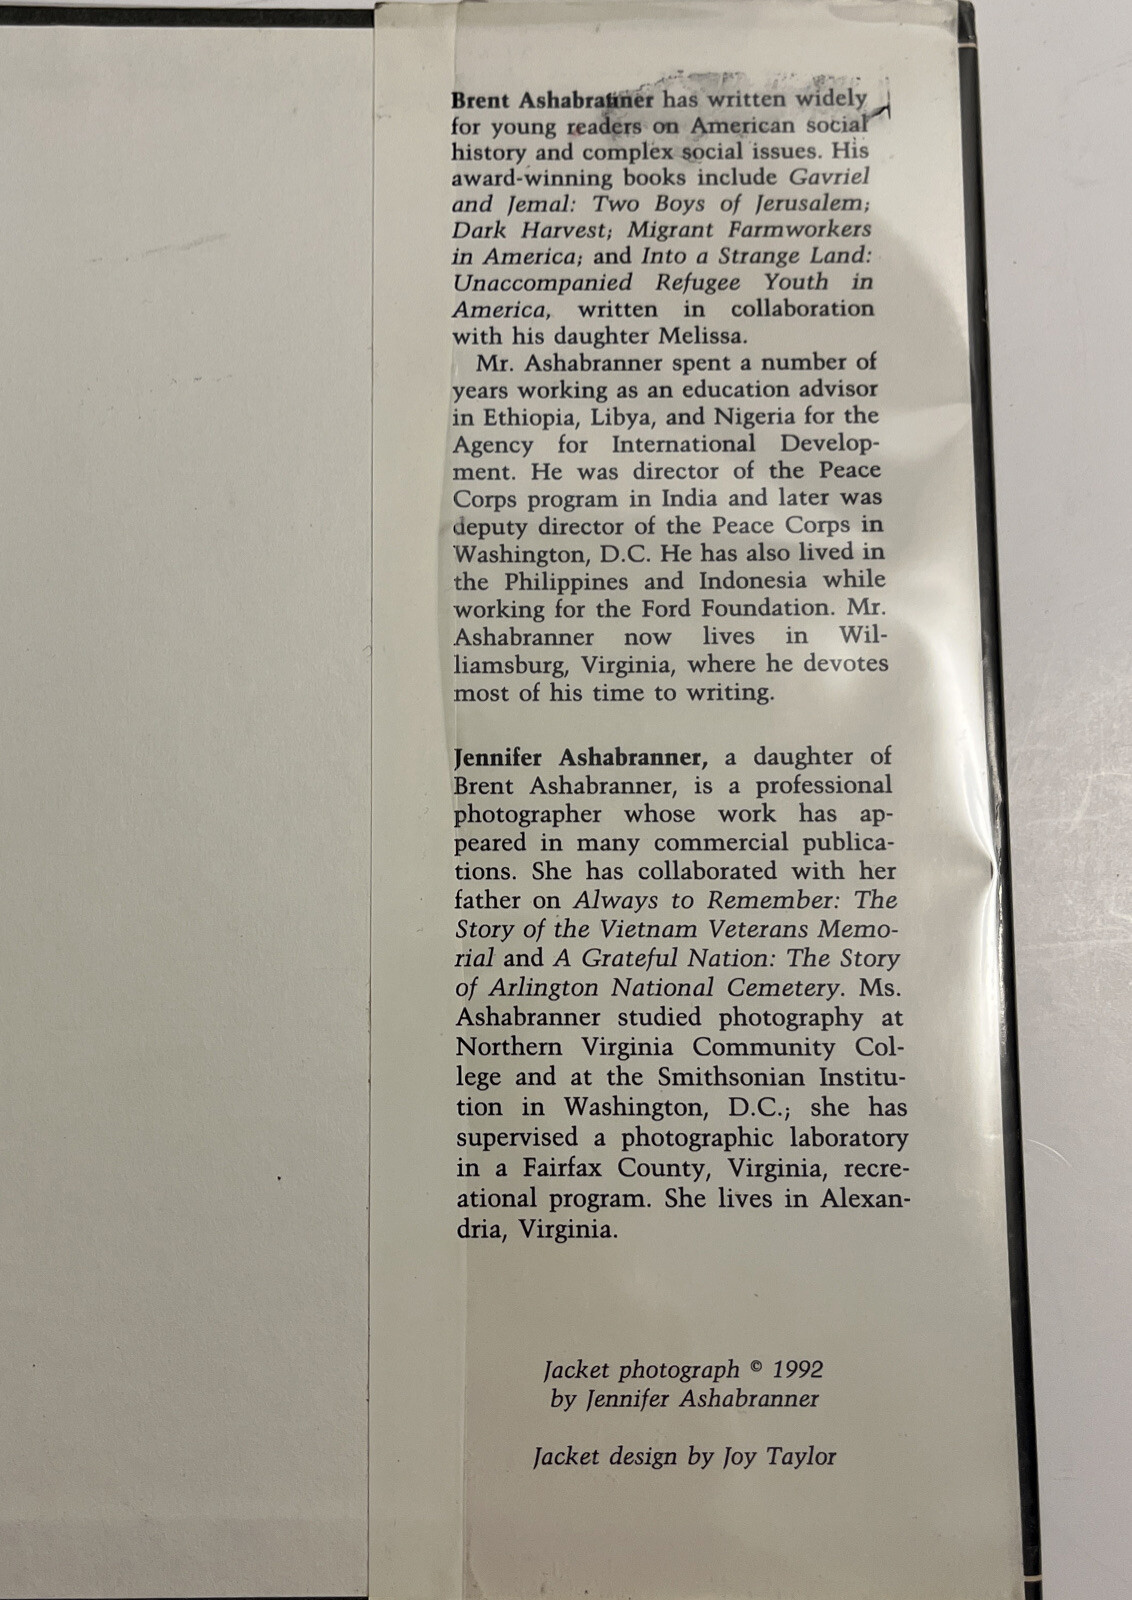 Brent Ashabranner has written widely
for young readers on American social
history and complex social issues. His
award-winning books include Gavriel
and Jemal: Two Boys of Jerusalem;
Dark Harvest; Migrant Farmworkers
in America; and Into a Strange Land:
Unaccompanied Refugee Youth in
America, written in collaboration
with his daughter Melissa.
Mr. Ashabranner spent a number of
years working as an education advisor
in Ethiopia, Libya, and Nigeria for the
Agency for International Develop-
ment. He was director of the Peace
Corps program in India and later was
deputy director of the Peace Corps in
Washington, D.C. He has also lived in
the Philippines and Indonesia while
working for the Ford Foundation. Mr.
Ashabranner now lives in Wil-
liamsburg, Virginia, where he devotes
most of his time to writing.
Jennifer Ashabranner, a daughter of
Brent Ashabranner, is a professional
photographer whose work has ap-
peared in many commercial publica-
tions. She has collaborated with her
father on Always to Remember: The
Story of the Vietnam Veterans Memo-
rial and A Grateful Nation: The Story
of Arlington National Cemetery. Ms.
Ashabranner studied photography at
Northern Virginia Community Col-
lege and at the Smithsonian Institu-
tion in Washington, D.C.; she has
supervised a photographic laboratory
in a Fairfax County, Virginia, recre-
ational program. She lives in Alexan-
dria, Virginia.
Jacket photograph © 1992
by Jennifer Ashabranner
Jacket design by Joy Taylor